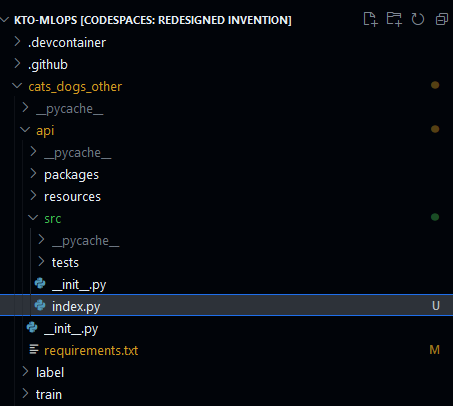 KTO-MLOPS [CODESPACES: REDESIGNED INVENTION]
.devcontainer
.github
cats_dogs_other
__pycache__
api
__pycache__
packages
resources
src
__pycache__
tests
__init__.py
index.py U
__init__.py
requirements.txt M
label
train